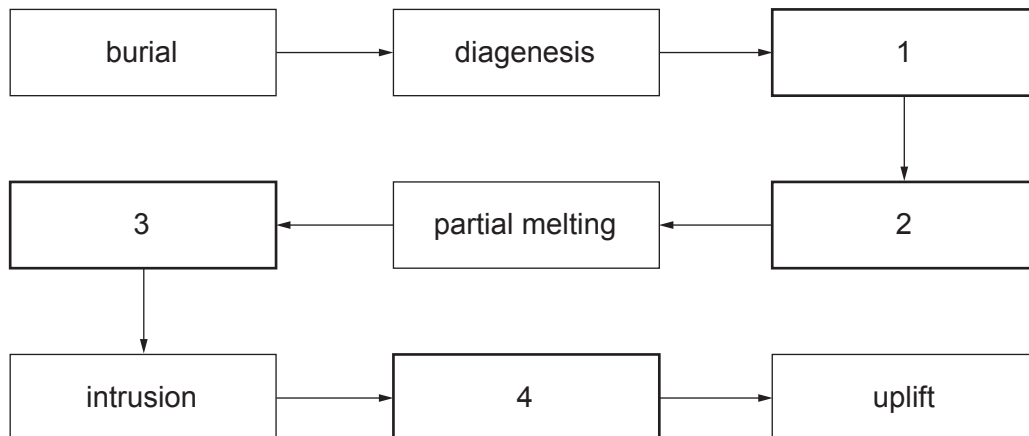 burial
diagenesis
1
3
partial melting
2
intrusion
4
uplift